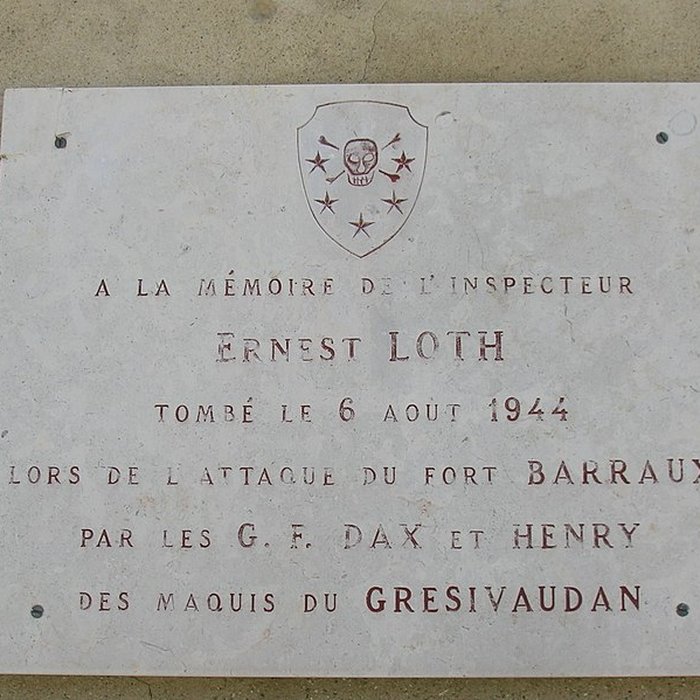 A LA MÉMOIRE DE L'INSPECTEUR
ERNEST LOTH
TOMBÉ LE 6 AOUT 1944
LORS DE L'ATTAQUE DU FORT BARRAUX
PAR LES G. F. DAX ET HENRY
DES MAQUIS DU GRESIVAUDAN